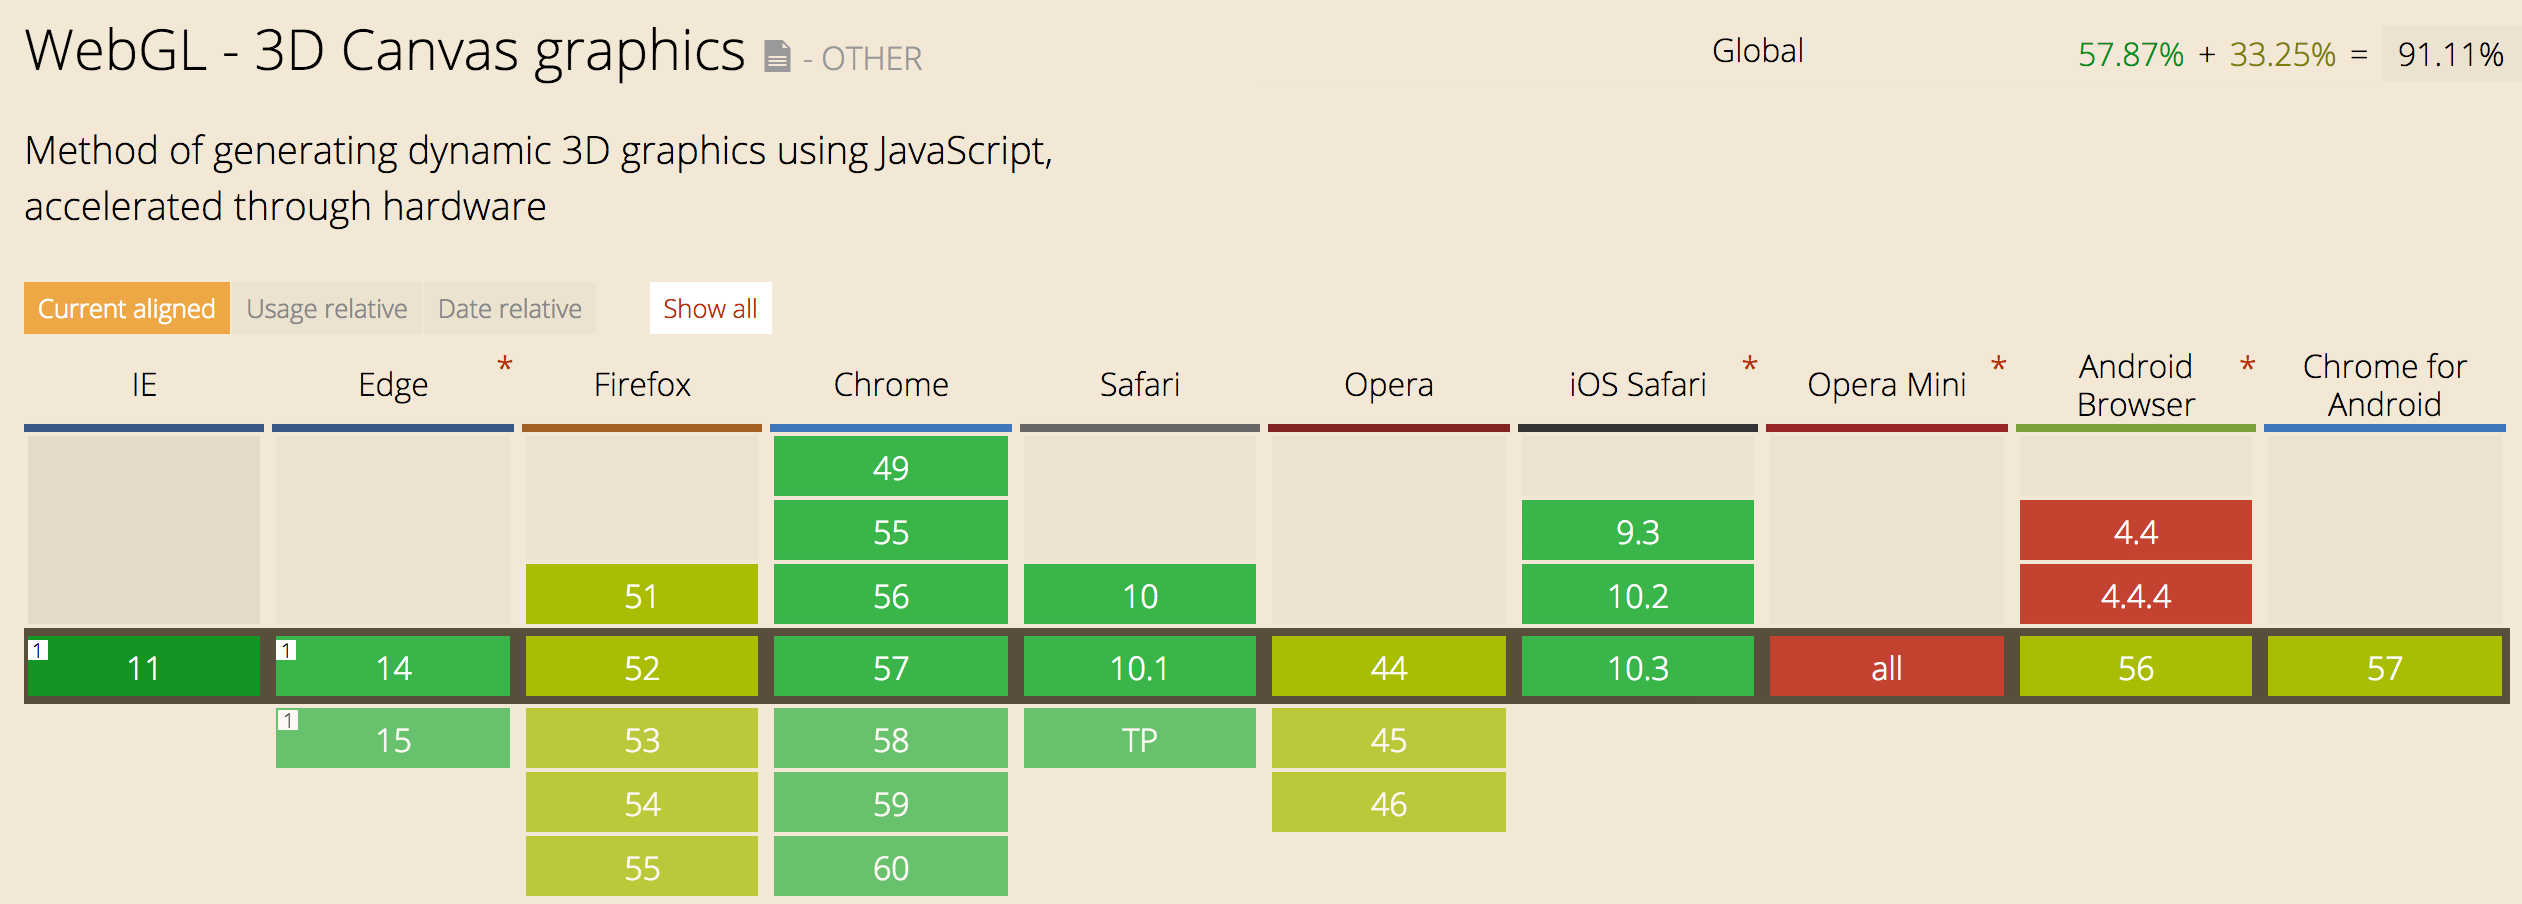 WebGL - 3D Canvas graphics - OTHER
Global 57.87% + 33.25% = 91.11%
Method of generating dynamic 3D graphics using JavaScript,
accelerated through hardware
Current aligned Usage relative Date relative Show all
IE Edge * Firefox Chrome Safari Opera iOS Safari * Opera Mini * Android Browser * Chrome for Android
49
55 9.3 4.4
51 56 10 10.2 4.4.4
1 11 1 14 52 57 10.1 44 10.3 all 56 57
1 15 53 58 TP 45
54 59 46
55 60